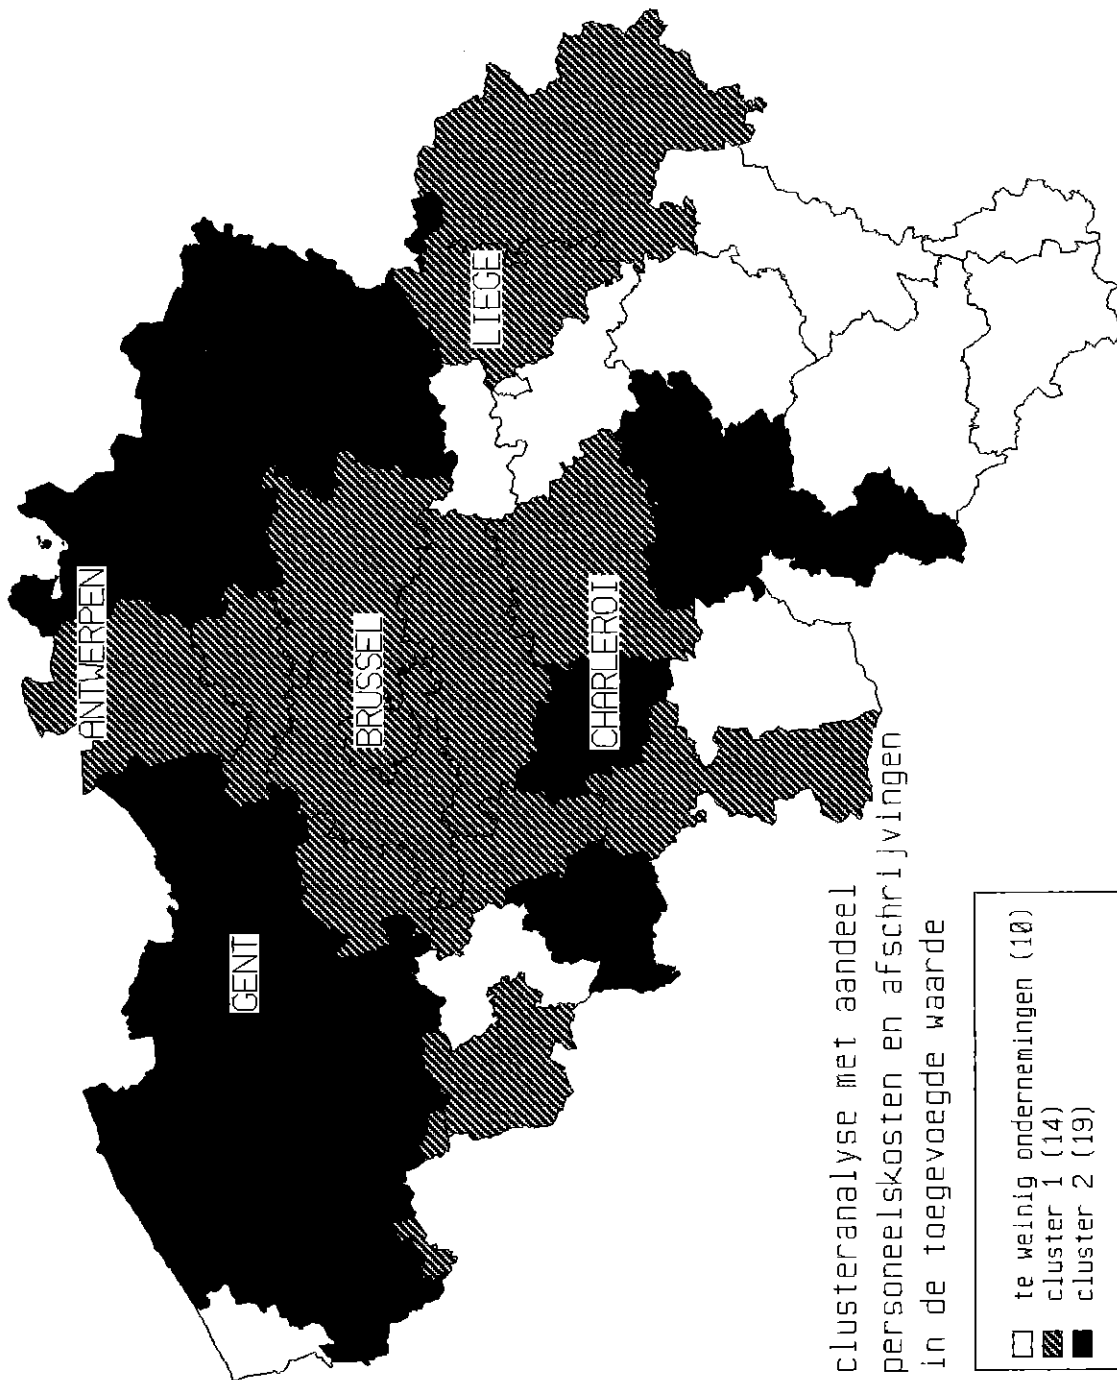 ANTWERPEN
GENT
BRUSSEL
LIEGE
CHARLEROI
clusteranalyse met aandeel
personeelskosten en afschrijvingen
in de toegevoegde waarde
te weinig ondernemingen (10)
cluster 1 (14)
cluster 2 (19)